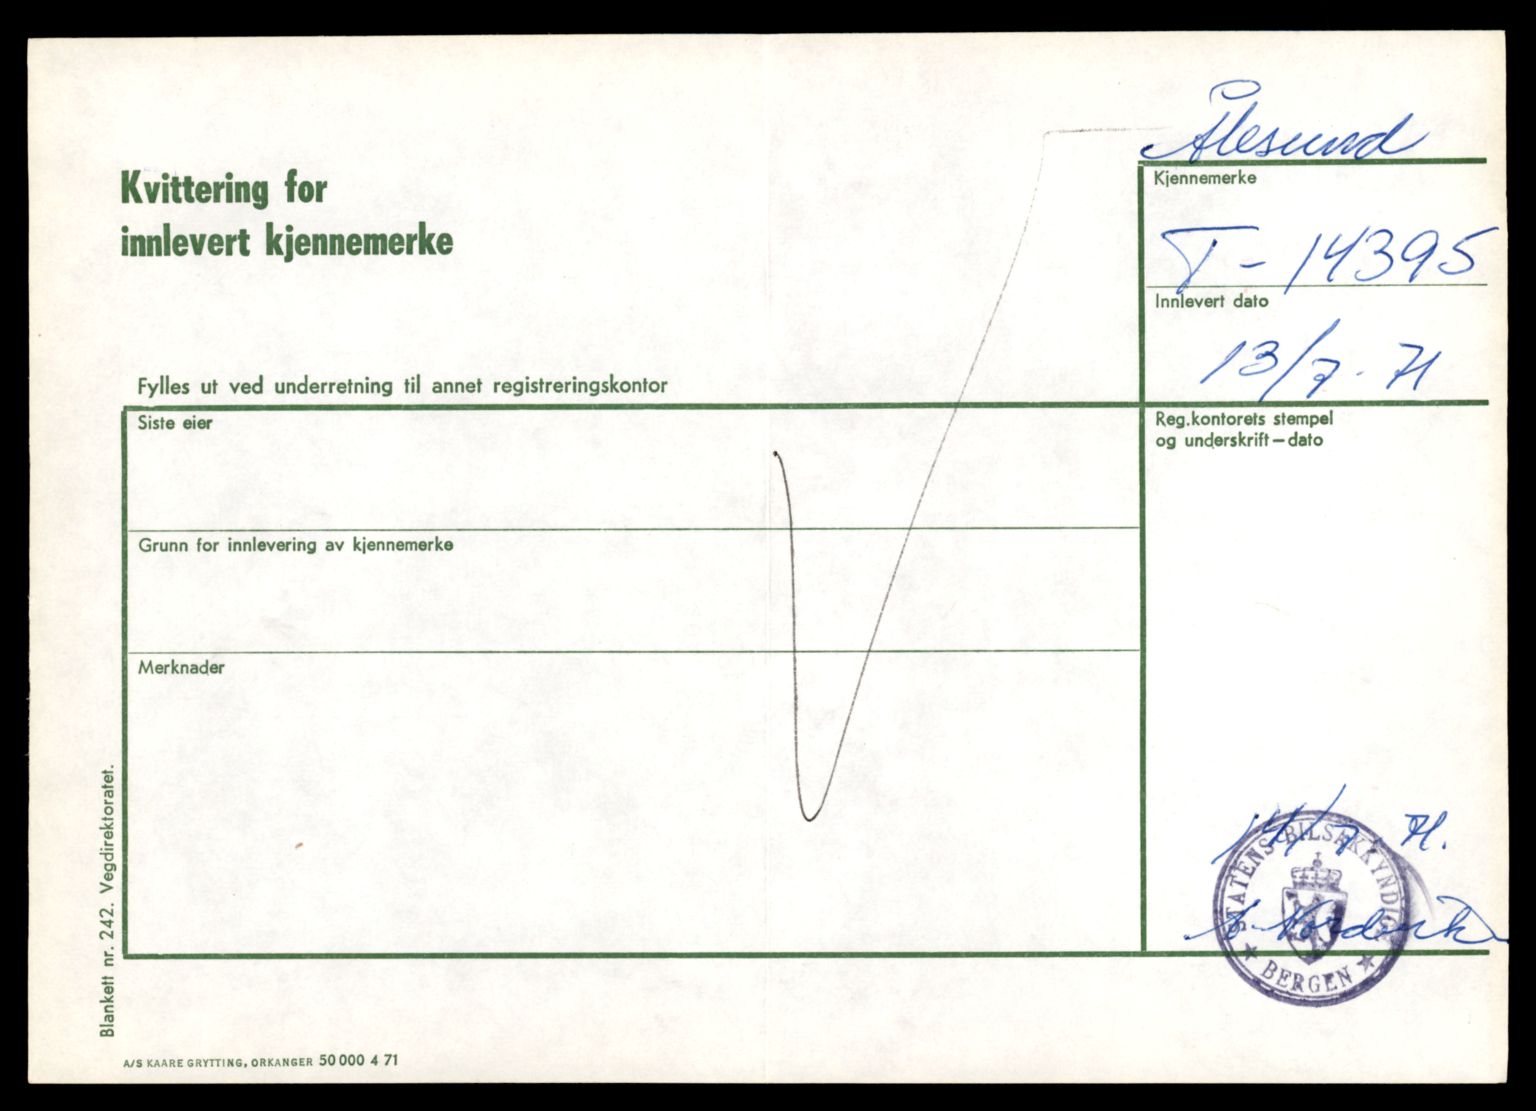 Ålesund
Kvittering for
innlevert kjennemerke
Kjennemerke
T-14395
Innlevert dato
13/7-71
Fylles ut ved underretning til annet registreringskontor
Siste eier
Grunn for innlevering av kjennemerke
Merknader
Reg.kontorets stempel
og underskrift-dato
14/7 71.
STATENS BILSAKKYNDIGE
BERGEN
Blankett nr. 242. Vegdirektoratet.
A/S KAARE GRYTTING, ORKANGER 50 000 4 71